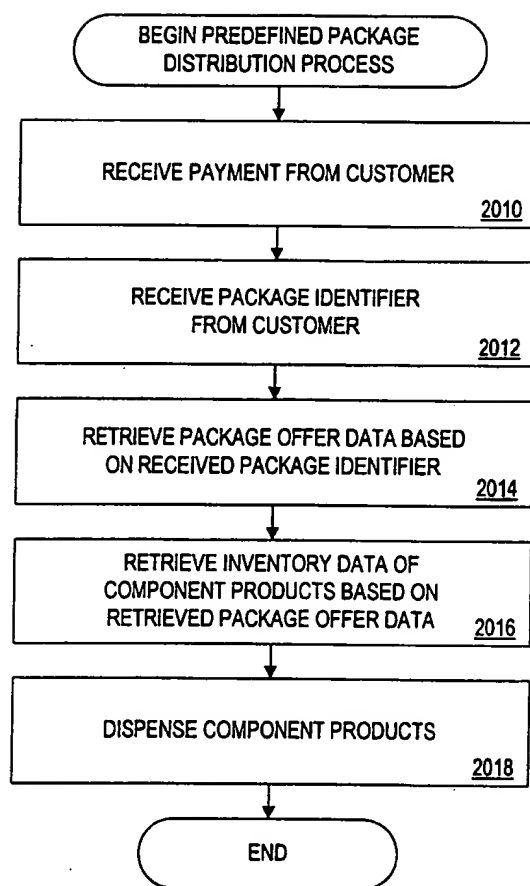 BEGIN PREDEFINED PACKAGE
DISTRIBUTION PROCESS
RECEIVE PAYMENT FROM CUSTOMER
2010
RECEIVE PACKAGE IDENTIFIER
FROM CUSTOMER
2012
RETRIEVE PACKAGE OFFER DATA BASED
ON RECEIVED PACKAGE IDENTIFIER
2014
RETRIEVE INVENTORY DATA OF
COMPONENT PRODUCTS BASED ON
RETRIEVED PACKAGE OFFER DATA
2016
DISPENSE COMPONENT PRODUCTS
2018
END